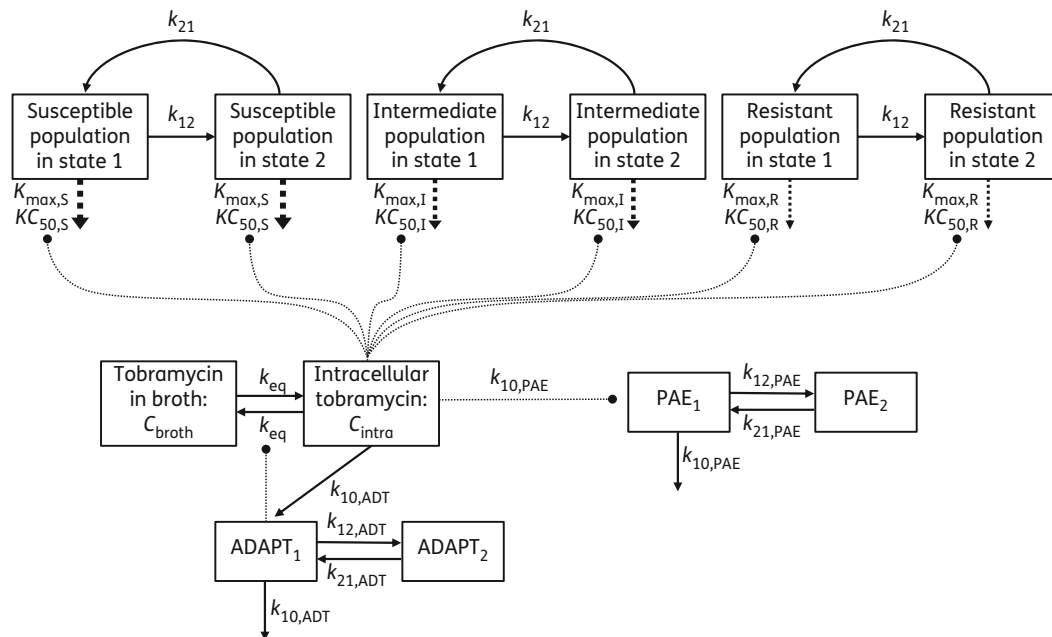 k21
k21
k21
Susceptible
population
in state 1
k12
Susceptible
population
in state 2
Intermediate
population
in state 1
k12
Intermediate
population
in state 2
Resistant
population
in state 1
k12
Resistant
population
in state 2
Kmax,S
KC50,S
Kmax,S
KC50,S
Kmax,I
KC50,I
Kmax,I
KC50,I
Kmax,R
KC50,R
Kmax,R
KC50,R
Tobramycin
in broth:
Cbroth
keq
keq
Intracellular
tobramycin:
Cintra
k10,PAE
PAE1
k12,PAE
k21,PAE
PAE2
k10,PAE
k10,ADT
ADAPT1
k12,ADT
k21,ADT
ADAPT2
k10,ADT